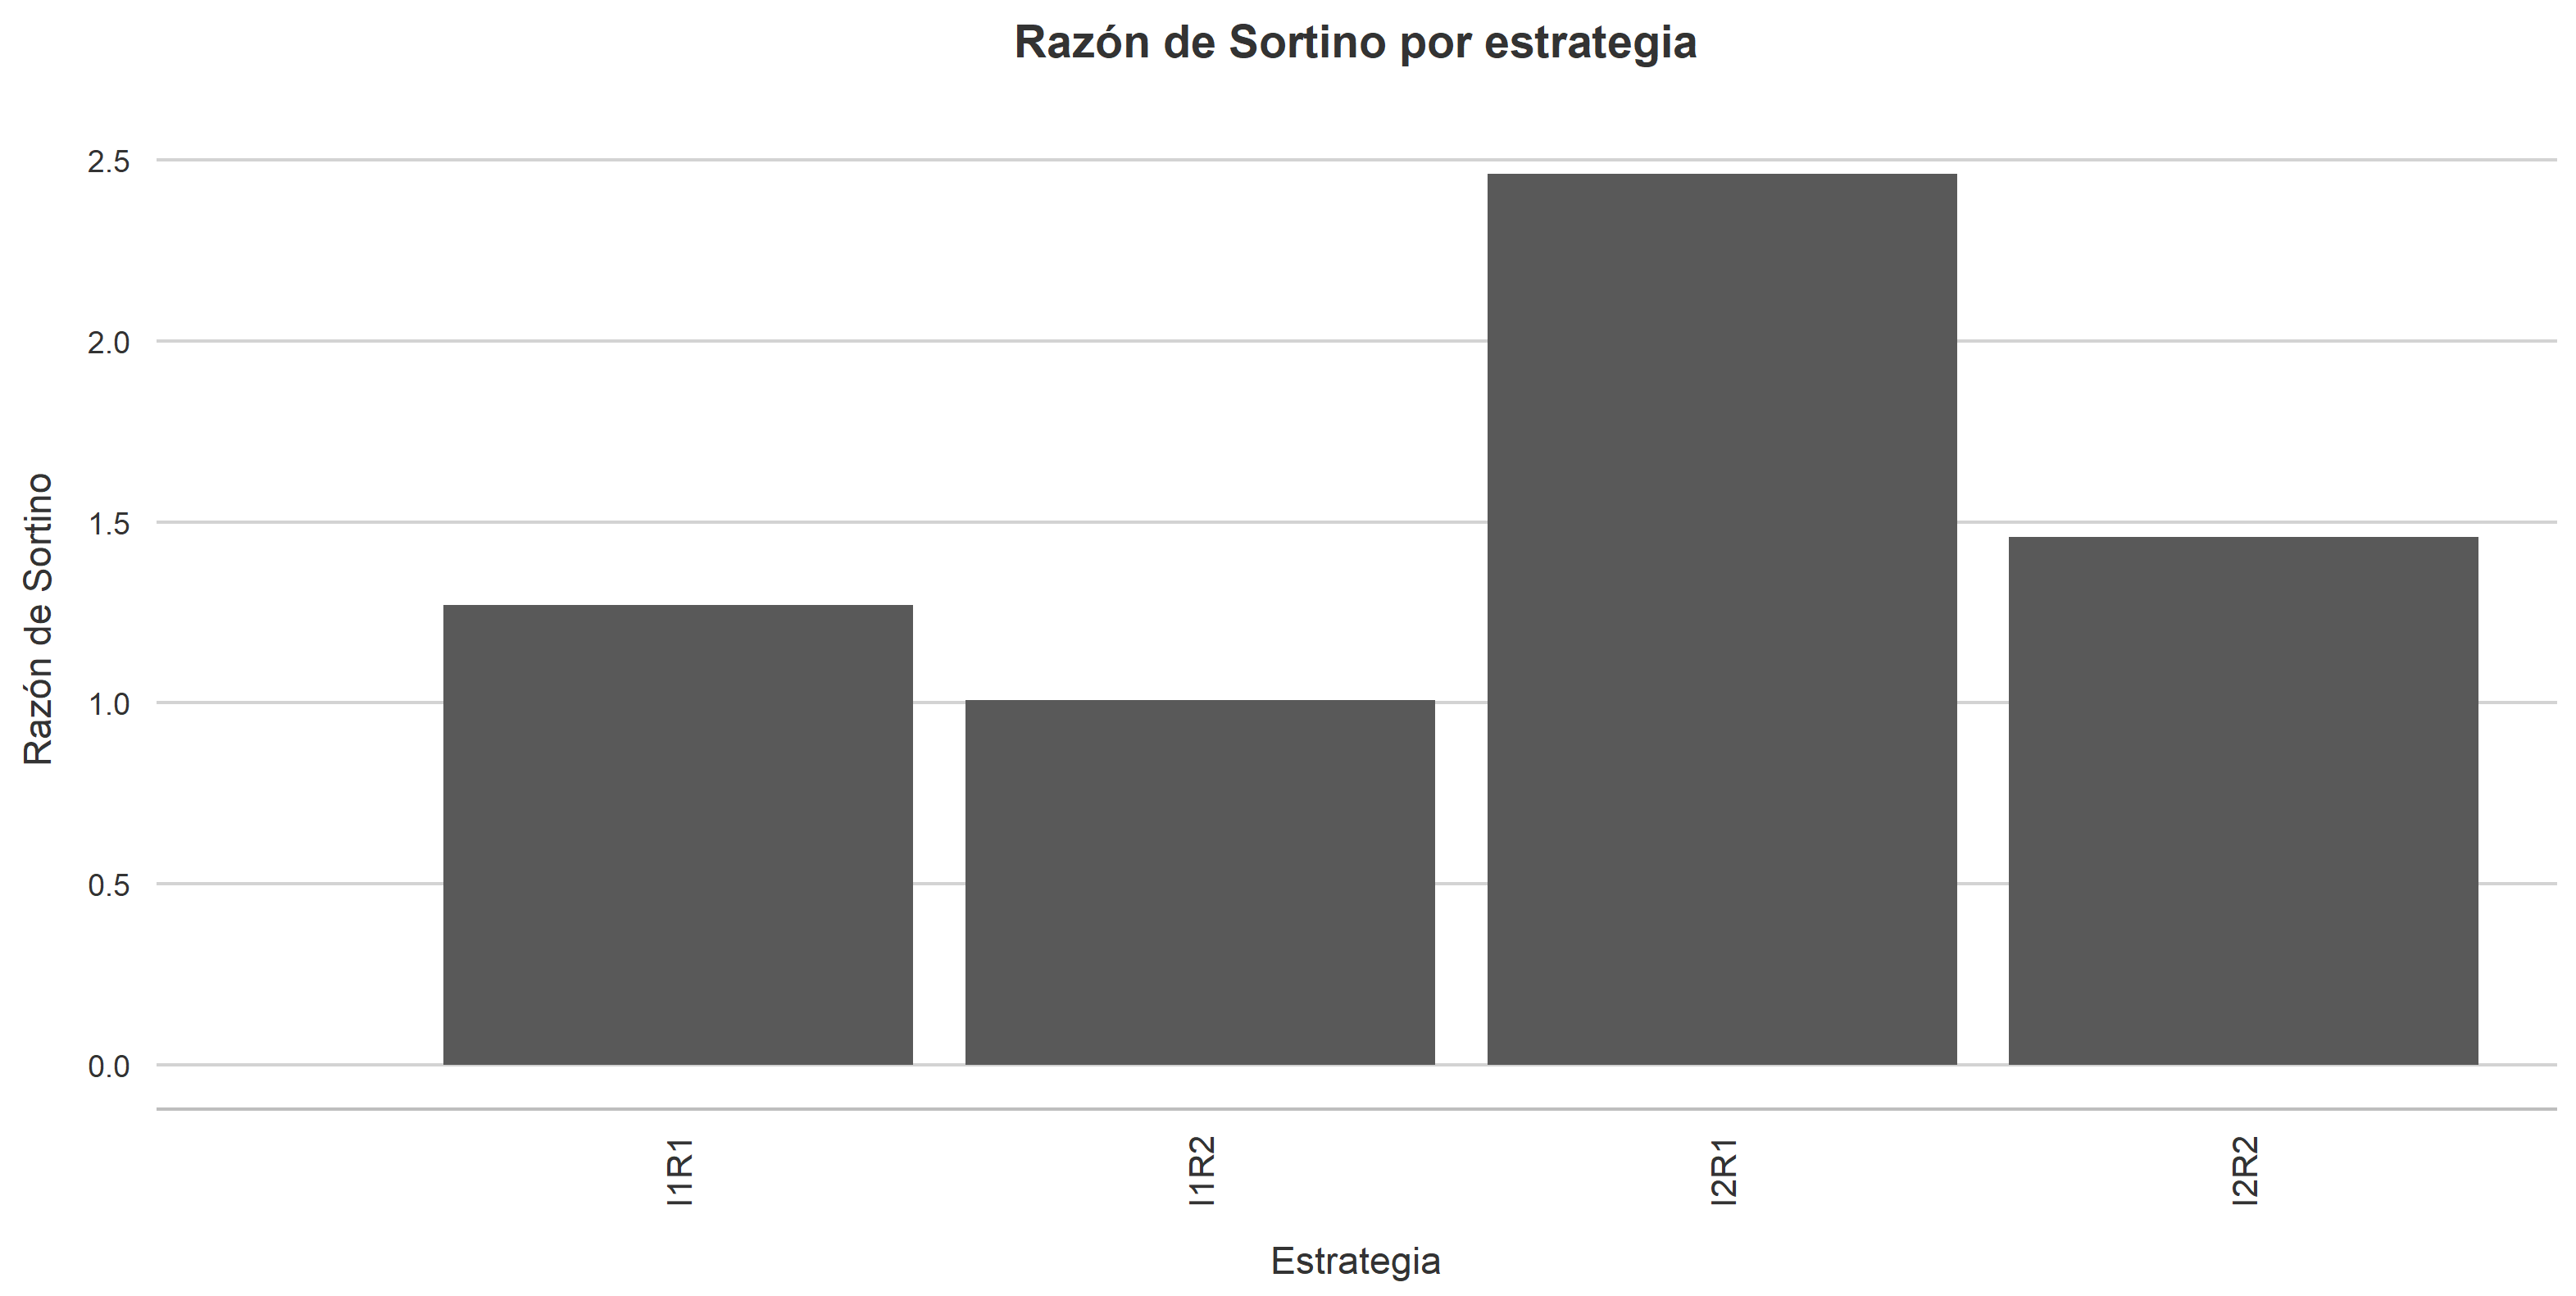 Razón de Sortino por estrategia
Razón de Sortino
2.5
2.0
1.5
1.0
0.5
0.0
I1R1
I1R2
I2R1
I2R2
Estrategia